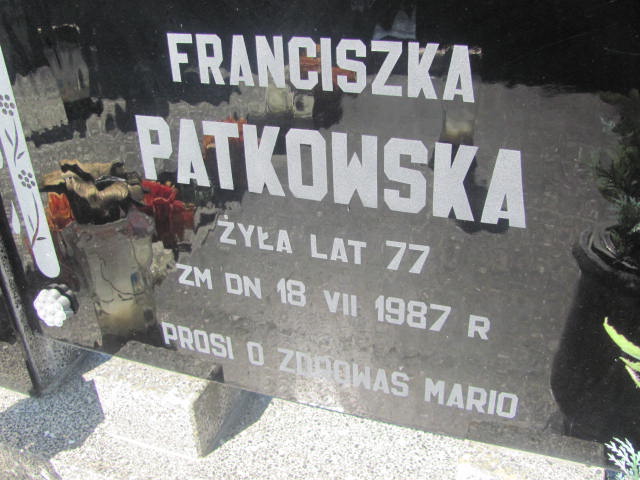 FRANCISZKA
PATKOWSKA
ŻYŁA LAT 77
ZM DN 18 VII 1987 R
PROSI O ZDROWAŚ MARIO